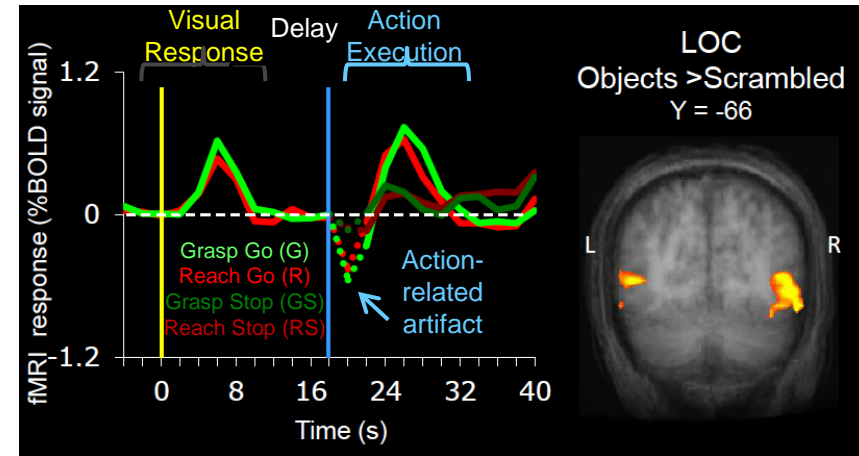 Visual
Response
Delay
Action
Execution
fMRI response (%BOLD signal)
1.2
0
-1.2
Grasp Go (G)
Reach Go (R)
Grasp Stop (GS)
Reach Stop (RS)
Action-
related
artifact
0 8 16 24 32 40
Time (s)
LOC
Objects >Scrambled
Y = -66
L
R